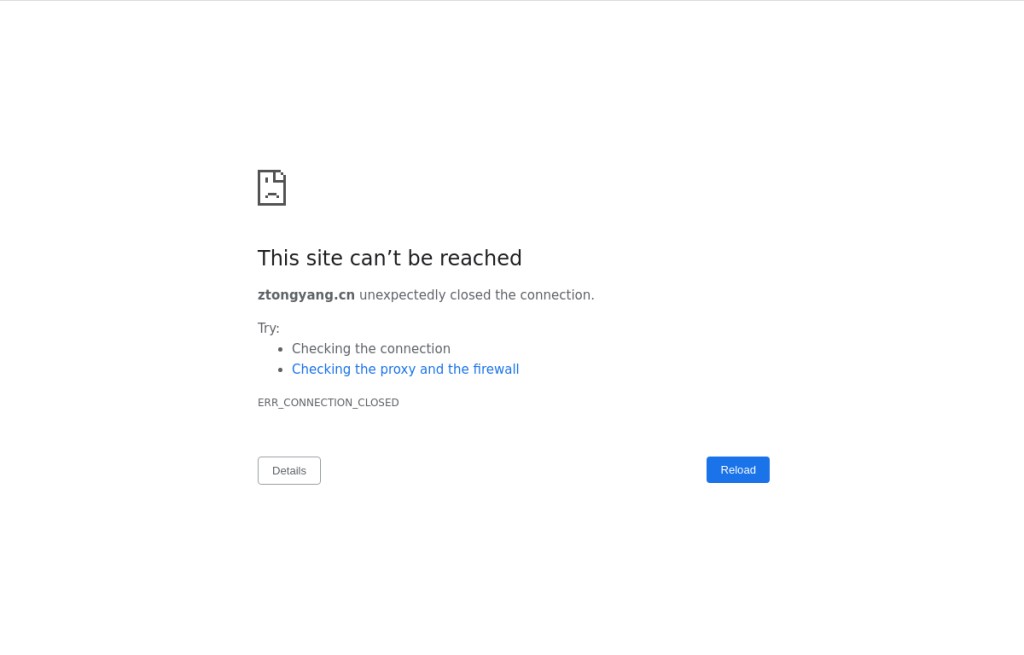 This site can’t be reached
ztongyang.cn unexpectedly closed the connection.
Try:
• Checking the connection
• Checking the proxy and the firewall
ERR_CONNECTION_CLOSED
Details
Reload